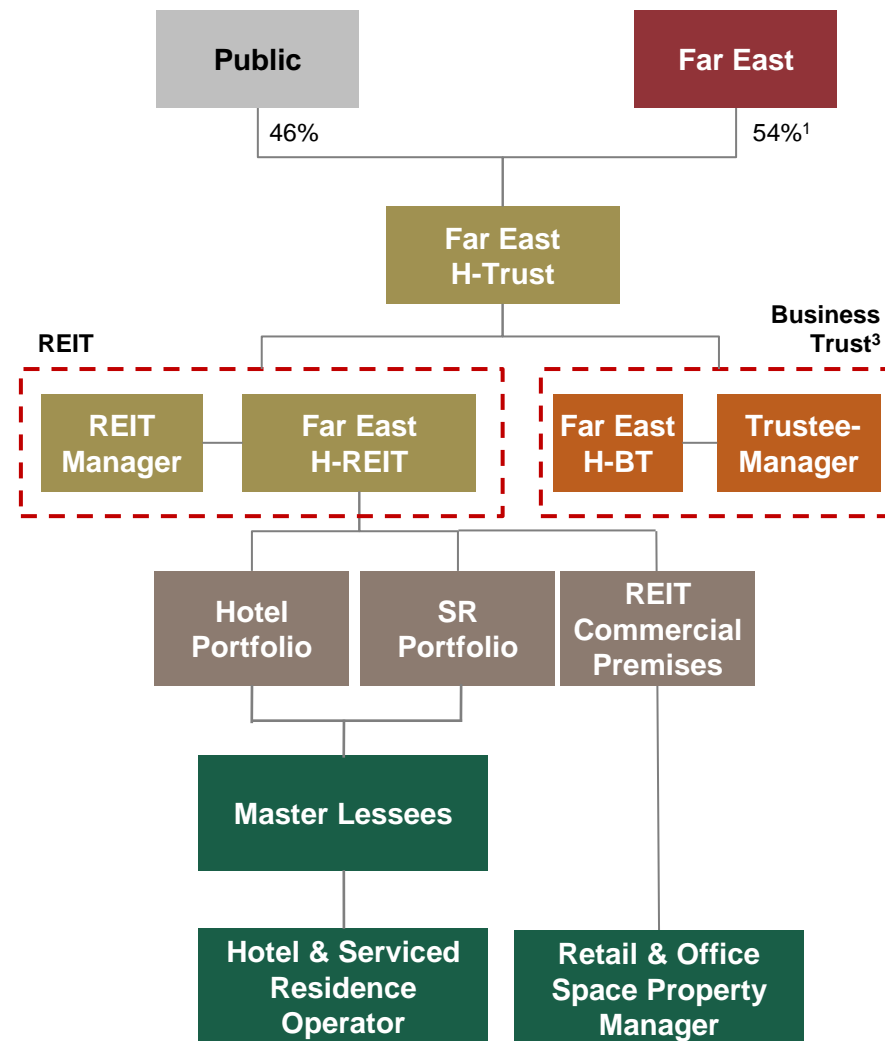 Public
Far East
46%
54%¹
Far East
H-Trust
REIT
Business
Trust³
REIT
Manager
Far East
H-REIT
Far East
H-BT
Trustee-
Manager
Hotel
Portfolio
SR
Portfolio
REIT
Commercial
Premises
Master Lessees
Hotel & Serviced
Residence
Operator
Retail & Office
Space Property
Manager